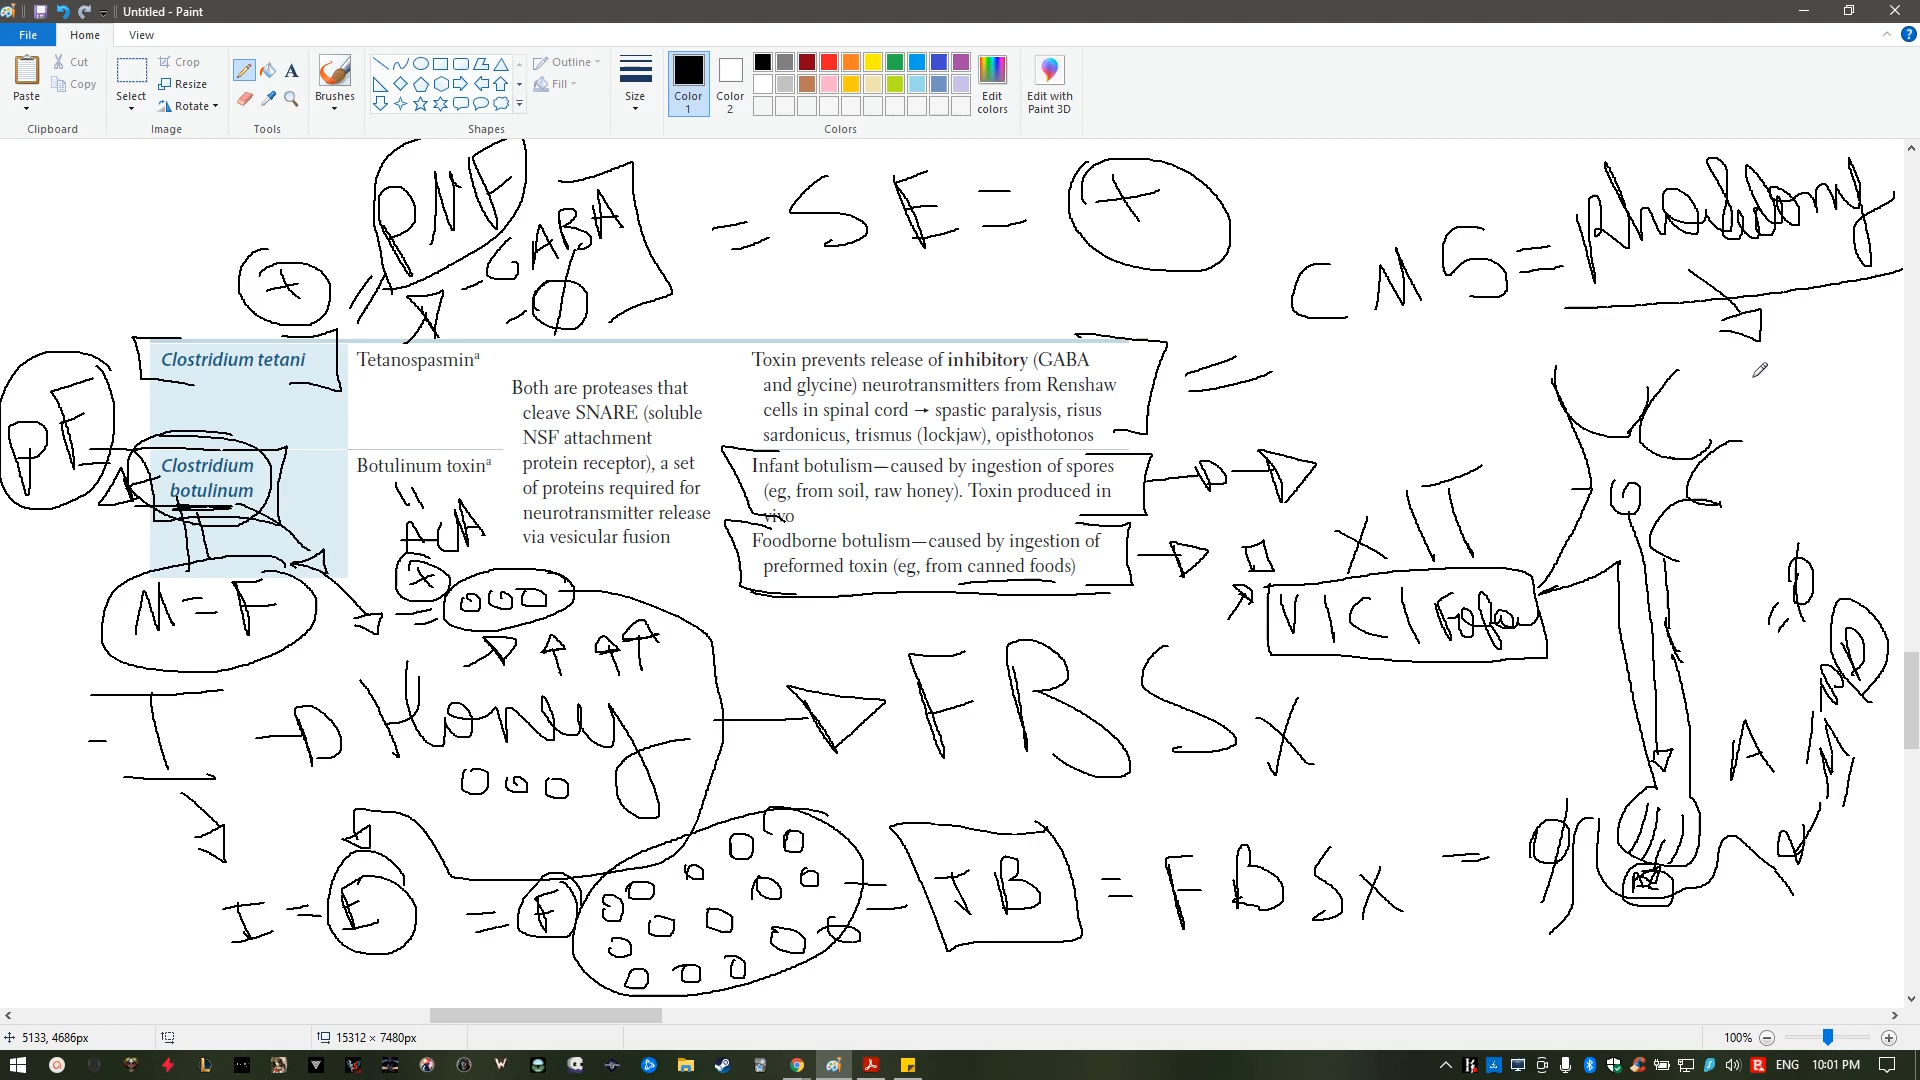 Untitled - Paint
File
Home
View
Paste
Cut
Copy
Clipboard
Select
Crop
Resize
Rotate
Image
Tools
Brushes
Shapes
Outline
Fill
Size
Color 1
Color 2
Edit colors
Edit with Paint 3D
Colors
PNF
- GABA
= SE = +
+ =
CMS =
Clostridium tetani
Tetanospasminᵃ
Both are proteases that
cleave SNARE (soluble
NSF attachment
protein receptor), a set
of proteins required for
neurotransmitter release
via vesicular fusion
Toxin prevents release of inhibitory (GABA
and glycine) neurotransmitters from Renshaw
cells in spinal cord → spastic paralysis, risus
sardonicus, trismus (lockjaw), opisthotonos
=
PF
Clostridium
botulinum
Botulinum toxinᵃ
Infant botulism—caused by ingestion of spores
(eg, from soil, raw honey). Toxin produced in
vivo
Foodborne botulism—caused by ingestion of
preformed toxin (eg, from canned foods)
M = F
Honey
FBSX
I = E = F = IB = FBSX =
5133, 4686px
15312 × 7480px
100%
ENG
10:01 PM